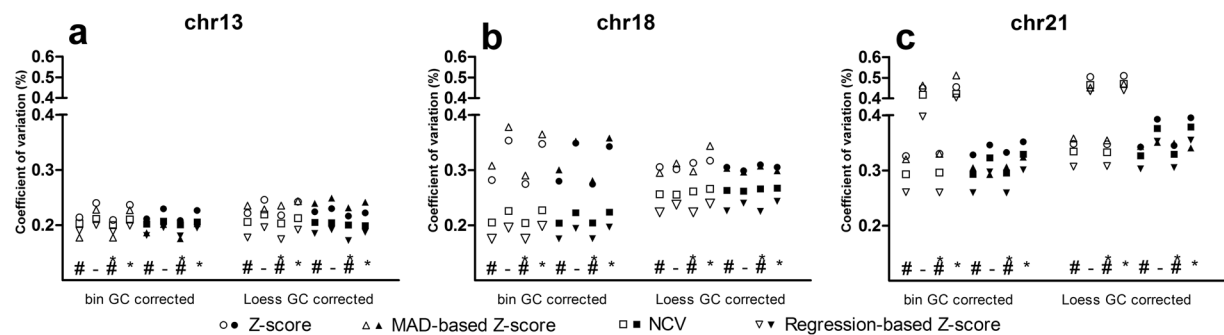 a chr13
b chr18
c chr21
Coefficient of variation (%)
0.6
0.5
0.4
0.4
0.3
0.2
# - #* * # - #* * # - #* * # - #* *
bin GC corrected Loess GC corrected
Coefficient of variation (%)
0.6
0.5
0.4
0.4
0.3
0.2
# - #* * # - #* * # - #* * # - #* *
bin GC corrected Loess GC corrected
Coefficient of variation (%)
0.6
0.5
0.4
0.4
0.3
0.2
# - #* * # - #* * # - #* * # - #* *
bin GC corrected Loess GC corrected
Z-score MAD-based Z-score NCV Regression-based Z-score